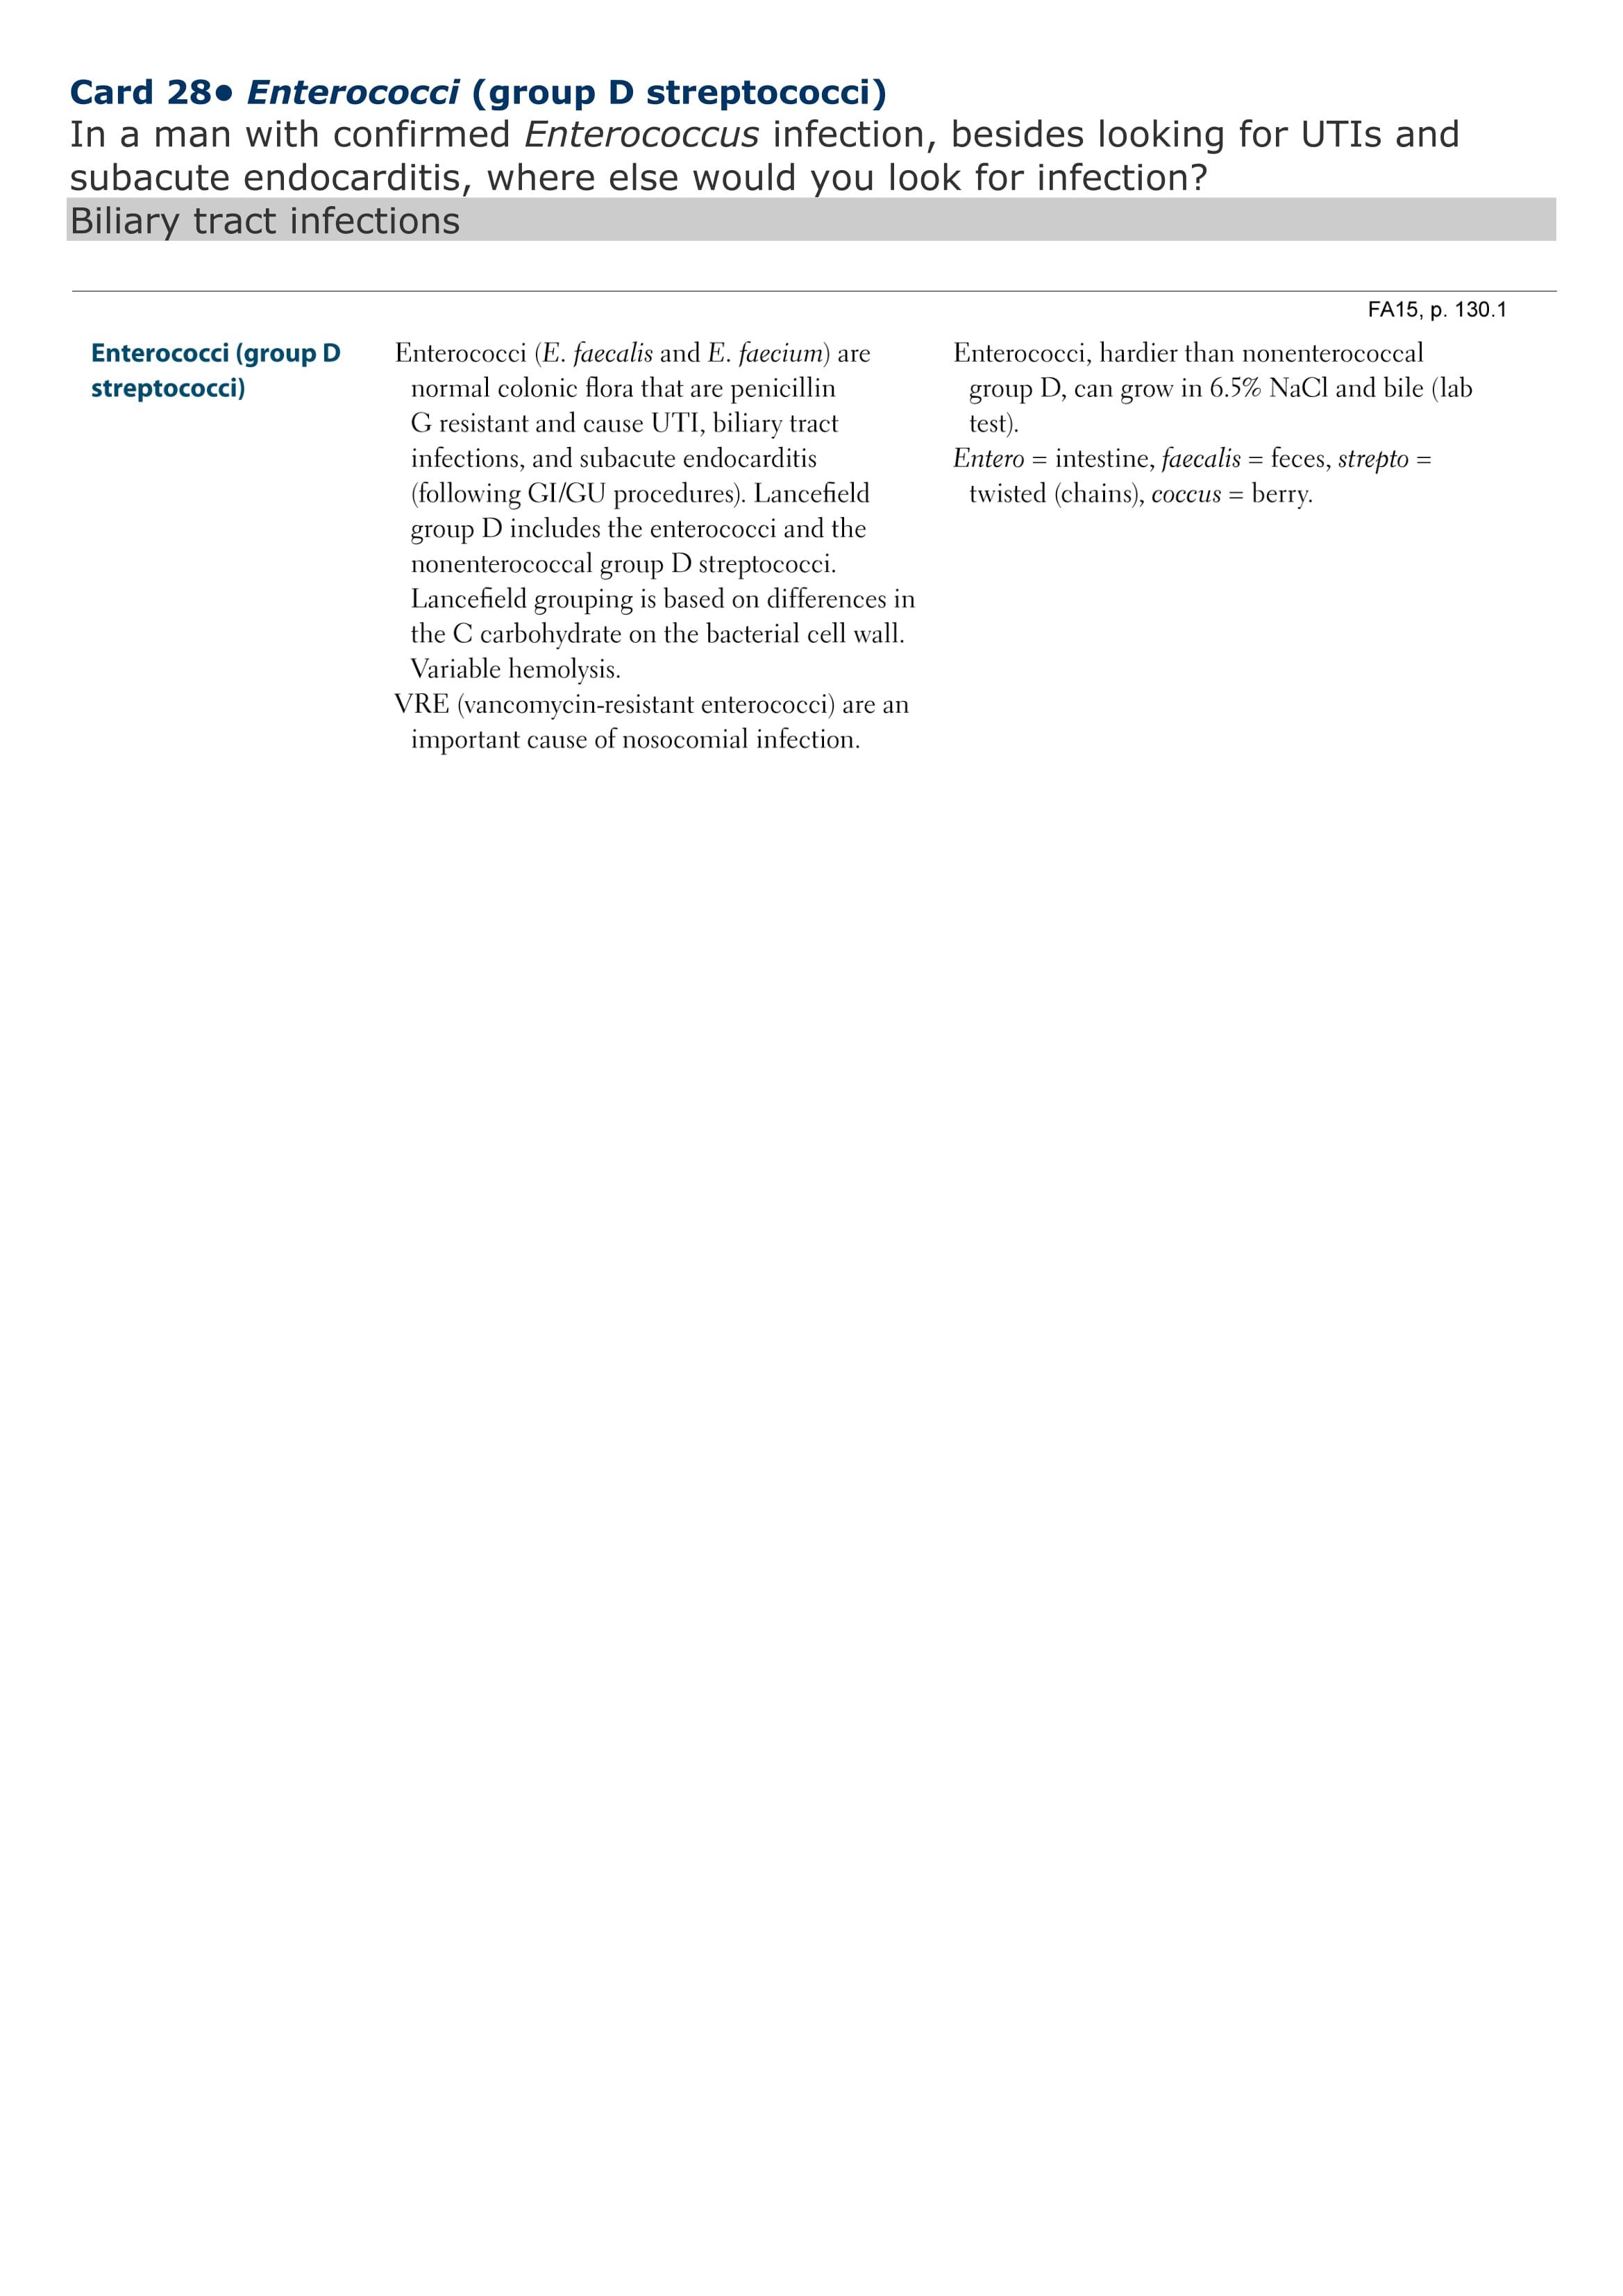 Card 28● Enterococci (group D streptococci)
In a man with confirmed Enterococcus infection, besides looking for UTIs and
subacute endocarditis, where else would you look for infection?
Biliary tract infections
FA15, p. 130.1
Enterococci (group D
streptococci)
Enterococci (E. faecalis and E. faecium) are
normal colonic flora that are penicillin
G resistant and cause UTI, biliary tract
infections, and subacute endocarditis
(following GI/GU procedures). Lancefield
group D includes the enterococci and the
nonenterococcal group D streptococci.
Lancefield grouping is based on differences in
the C carbohydrate on the bacterial cell wall.
Variable hemolysis.
VRE (vancomycin-resistant enterococci) are an
important cause of nosocomial infection.
Enterococci, hardier than nonenterococcal
group D, can grow in 6.5% NaCl and bile (lab
test).
Entero = intestine, faecalis = feces, strepto =
twisted (chains), coccus = berry.